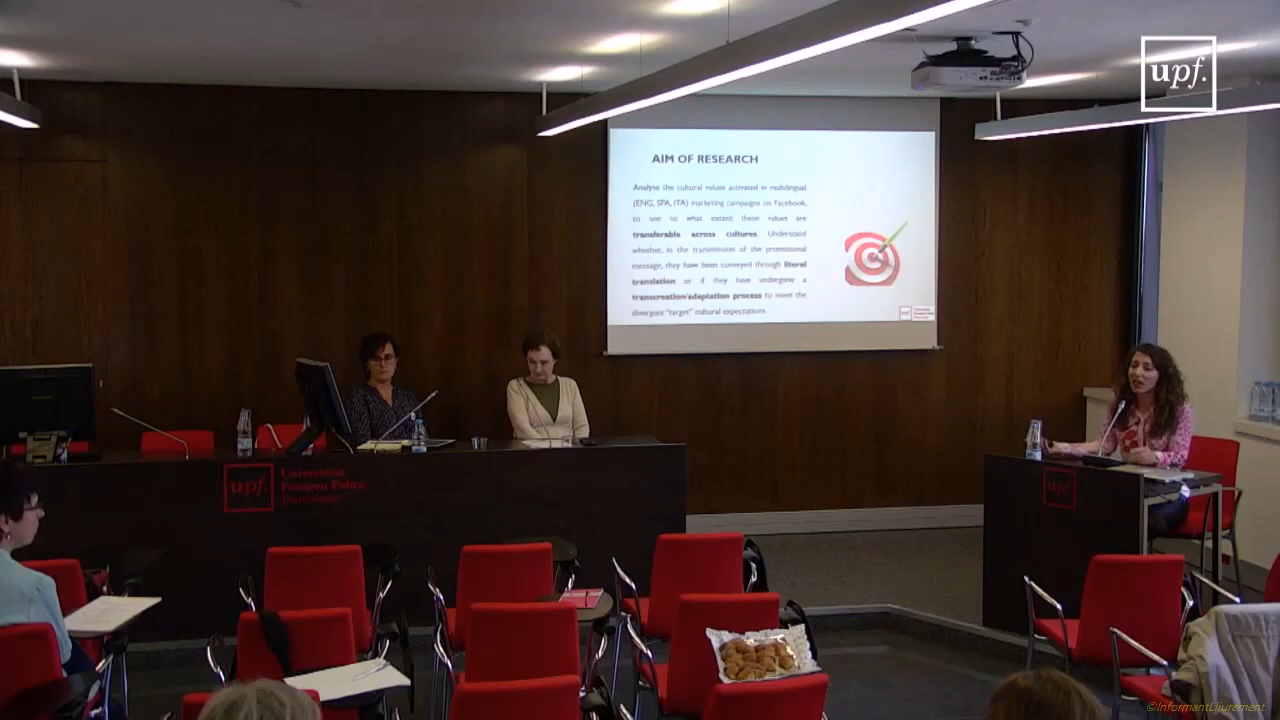 upf.
AIM OF RESEARCH
Analyse the cultural values activated in multilingual
(ENG, SPA, ITA) marketing campaigns on Facebook,
to see to what extent these values are
transferable across cultures. Understand
whether, in the transmission of the promotional
message, they have been conveyed through literal
translation or if they have undergone a
transcreation/adaptation process to meet the
divergent "target" cultural expectations
upf.
Universitat
Pompeu Fabra
Barcelona
upf.
©InformantLliurement.